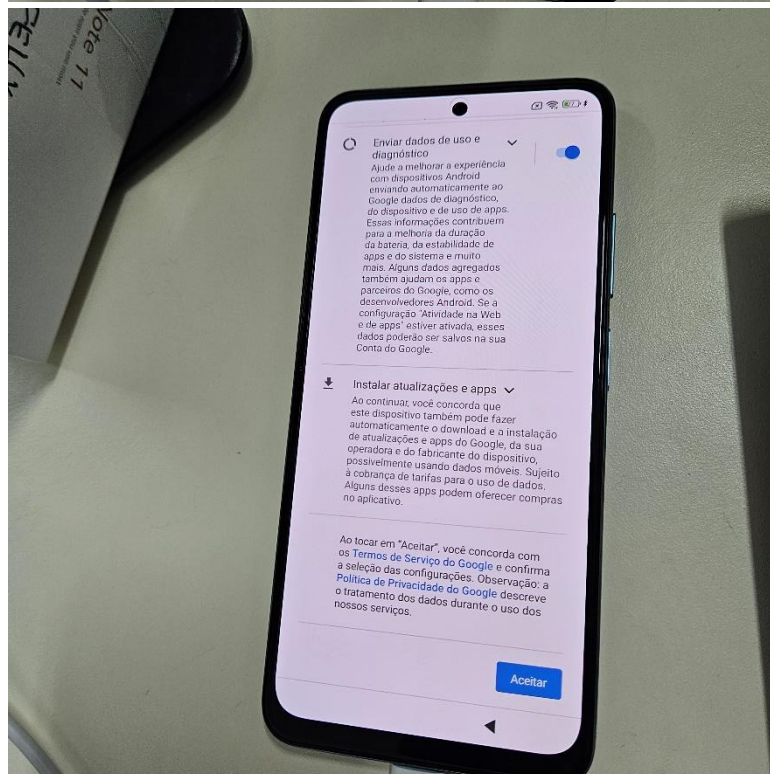 Note 11
Enviar dados de uso e
diagnóstico
Ajude a melhorar a experiência
com dispositivos Android
enviando automaticamente ao
Google dados de diagnóstico,
do dispositivo e de uso de apps.
Essas informações contribuem
para a melhoria da duração
da bateria, da estabilidade de
apps e do sistema e muito
mais. Alguns dados agregados
também ajudam os apps e
parceiros do Google, como os
desenvolvedores Android. Se a
configuração "Atividade na Web
e de apps" estiver ativada, esses
dados poderão ser salvos na sua
Conta do Google.
Instalar atualizações e apps
Ao continuar, você concorda que
este dispositivo também pode fazer
automaticamente o download e a instalação
de atualizações e apps do Google, da sua
operadora e do fabricante do dispositivo,
possivelmente usando dados móveis. Sujeito
à cobrança de tarifas para o uso de dados.
Alguns desses apps podem oferecer compras
no aplicativo.
Ao tocar em "Aceitar", você concorda com
os Termos de Serviço do Google e confirma
a seleção das configurações. Observação: a
Política de Privacidade do Google descreve
o tratamento dos dados durante o uso dos
nossos serviços.
Aceitar